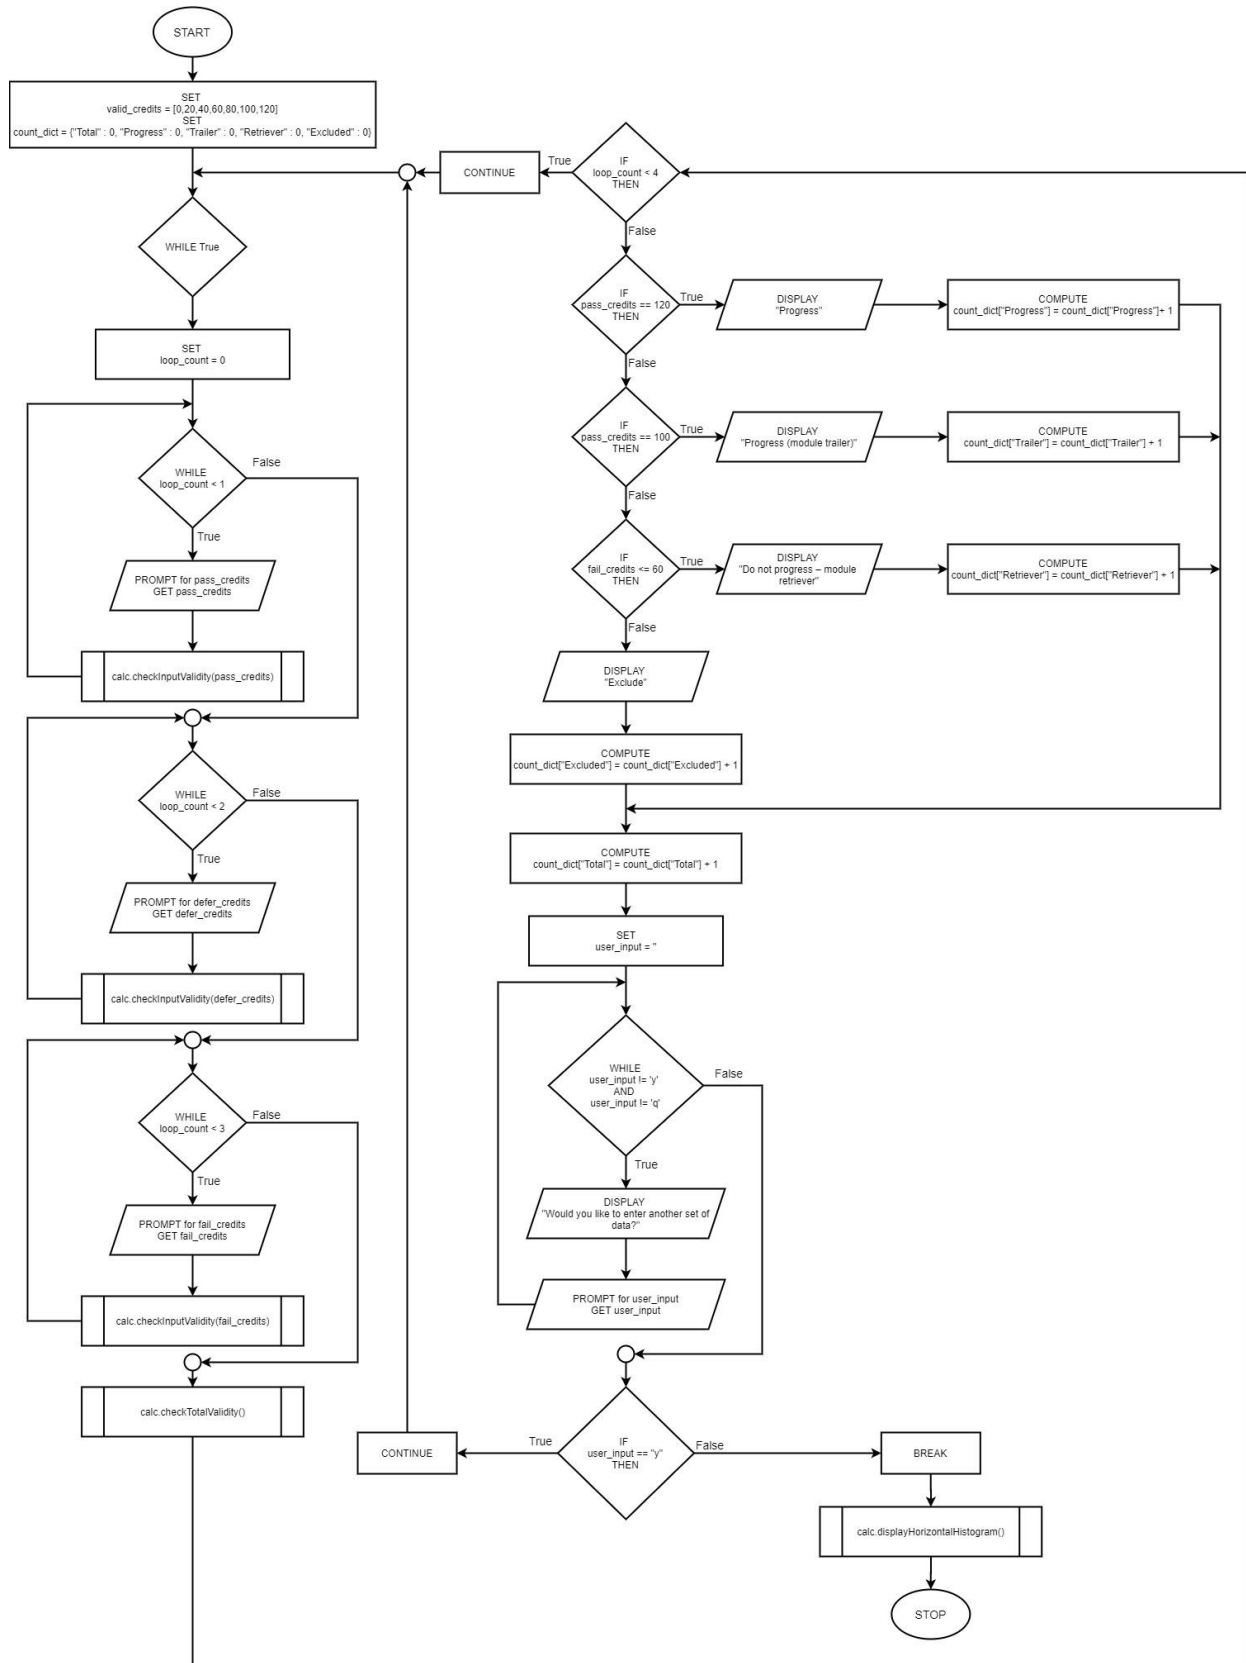 START
SET
valid_credits = [0,20,40,60,80,100,120]
SET
count_dict = {"Total" : 0, "Progress" : 0, "Trailer" : 0, "Retriever" : 0, "Excluded" : 0}
WHILE True
SET
loop_count = 0
WHILE
loop_count < 1
False
True
PROMPT for pass_credits
GET pass_credits
calc.checkInputValidity(pass_credits)
WHILE
loop_count < 2
False
True
PROMPT for defer_credits
GET defer_credits
calc.checkInputValidity(defer_credits)
WHILE
loop_count < 3
False
True
PROMPT for fail_credits
GET fail_credits
calc.checkInputValidity(fail_credits)
calc.checkTotalValidity()
IF
loop_count < 4
THEN
True
CONTINUE
False
IF
pass_credits == 120
THEN
True
DISPLAY
"Progress"
COMPUTE
count_dict["Progress"] = count_dict["Progress"]+ 1
False
IF
pass_credits == 100
THEN
True
DISPLAY
"Progress (module trailer)"
COMPUTE
count_dict["Trailer"] = count_dict["Trailer"] + 1
False
IF
fail_credits <= 60
THEN
True
DISPLAY
"Do not progress – module
retriever"
COMPUTE
count_dict["Retriever"] = count_dict["Retriever"] + 1
False
DISPLAY
"Exclude"
COMPUTE
count_dict["Excluded"] = count_dict["Excluded"] + 1
COMPUTE
count_dict["Total"] = count_dict["Total"] + 1
SET
user_input = ''
WHILE
user_input != 'y'
AND
user_input != 'q'
False
True
DISPLAY
"Would you like to enter another set of
data?"
PROMPT for user_input
GET user_input
IF
user_input == "y"
THEN
True
CONTINUE
False
BREAK
calc.displayHorizontalHistogram()
STOP